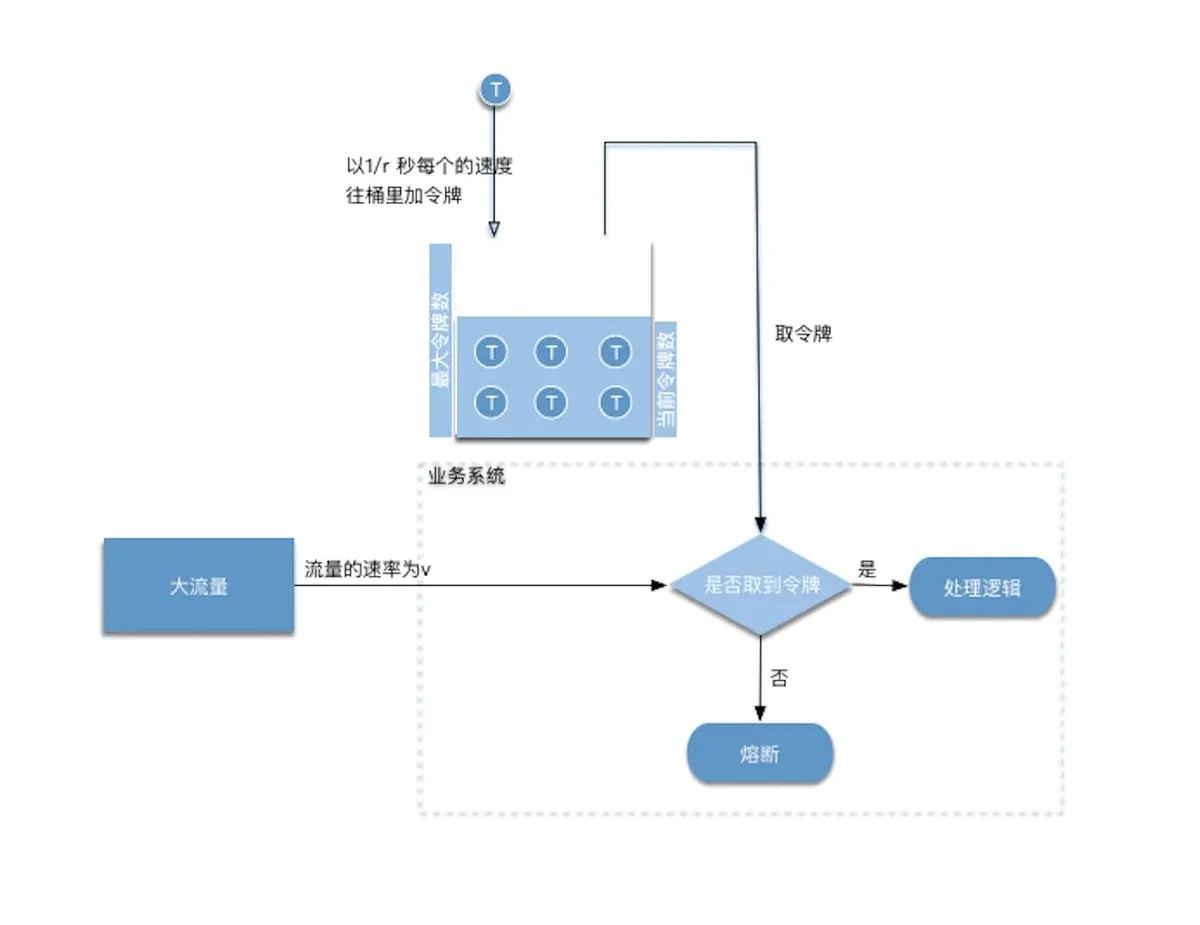 T
以1/r 秒每个的速度
往桶里加令牌
最大令牌数
T T T
T T T
当前令牌数
取令牌
业务系统
大流量
流量的速率为v
是否取到令牌
是
处理逻辑
否
熔断